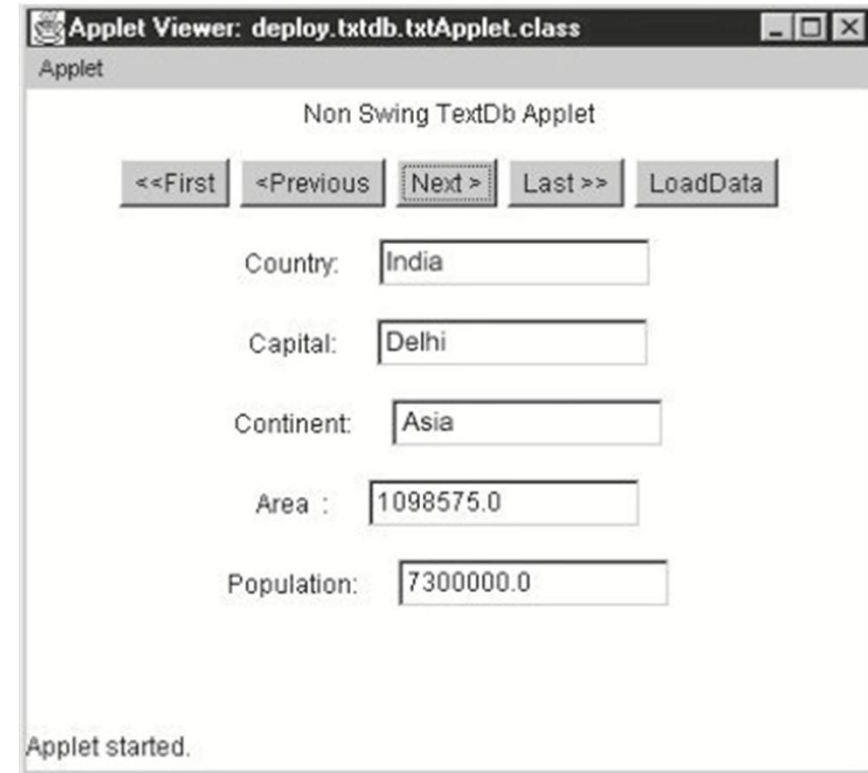 Applet Viewer: deploy.txtdb.txtApplet.class
Applet
Non Swing TextDb Applet
<<First <Previous Next > Last >> LoadData
Country: India
Capital: Delhi
Continent: Asia
Area : 1098575.0
Population: 7300000.0
Applet started.